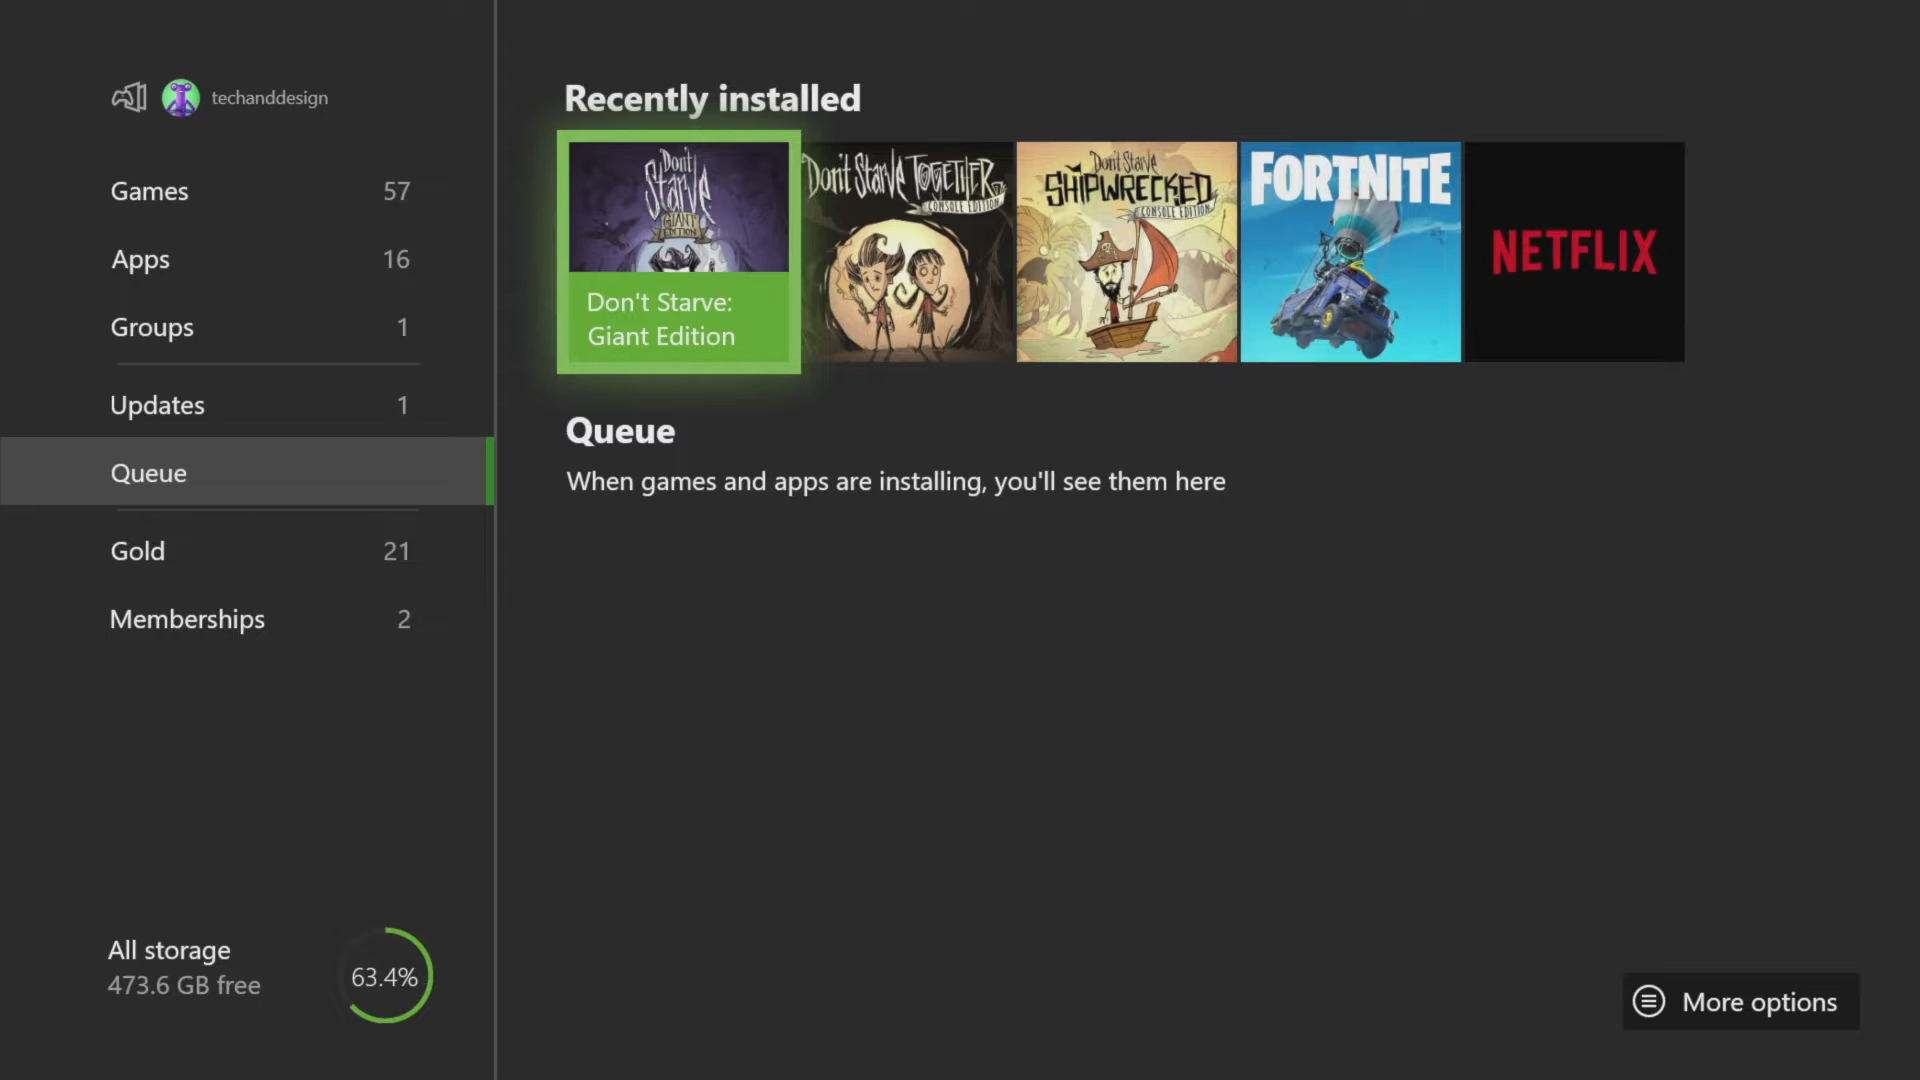 techanddesign
Games 57
Apps 16
Groups 1
Updates 1
Queue
Gold 21
Memberships 2
All storage
473.6 GB free
63.4%
Recently installed
Don't
Starve
GIANT
EDITION
Don't Starve:
Giant Edition
Don't Starve TOGETHER
CONSOLE EDITION
Don't Starve
SHIPWRECKED
CONSOLE EDITION
FORTNITE
NETFLIX
Queue
When games and apps are installing, you'll see them here
More options